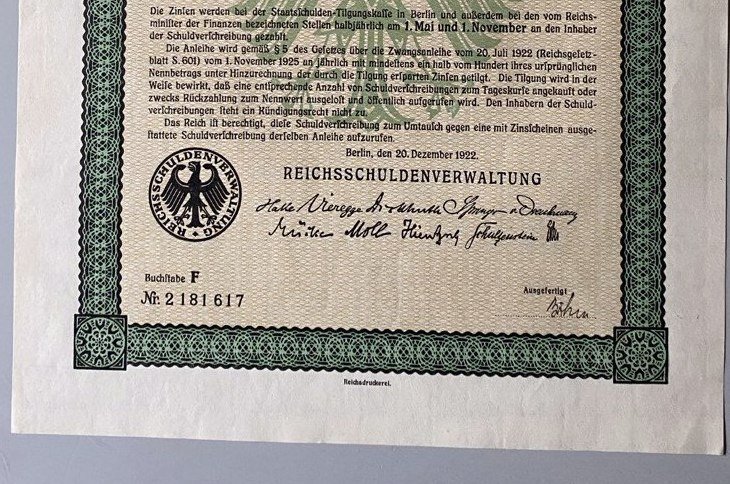 Die Zinſen werden bei der Staatſchulden-Tilgungskaſſe in Berlin und außerdem bei den vom Reichs-
miniſter der Finanzen bezeichneten Stellen halbjährlich am 1. Mai und 1. November an den Inhaber
der Schuldverſchreibung gezahlt.
Die Anleihe wird gemäß § 5 des Geſetzes über die Zwangsanleihe vom 20. Juli 1922 (Reichsgeſetz-
blatt S. 601) vom 1. November 1925 an jährlich mit mindeſtens ein halb vom Hundert ihres urſprünglichen
Nennbetrags unter Hinzurechnung der durch die Tilgung erſparten Zinſen getilgt. Die Tilgung wird in der
Weiſe bewirkt, daß eine entſprechende Anzahl von Schuldverſchreibungen zum Tageskurſe angekauft oder
zwecks Rückzahlung zum Nennwert ausgeloſt und öffentlich aufgerufen wird. Den Inhabern der Schuld-
verſchreibungen ſteht ein Kündigungsrecht nicht zu.
Das Reich iſt berechtigt, dieſe Schuldverſchreibung zum Umtauſch gegen eine mit Zinsſcheinen ausge-
ſtattete Schuldverſchreibung derſelben Anleihe aufzurufen.
Berlin, den 20. Dezember 1922.
REICHSSCHULDENVERWALTUNG
REICHSSCHULDENVERWALTUNG
Halle Vieregge
Mücke Moll
Buchſtabe F
Nr. 2181617
Ausgefertigt
Reichsdruckerei.